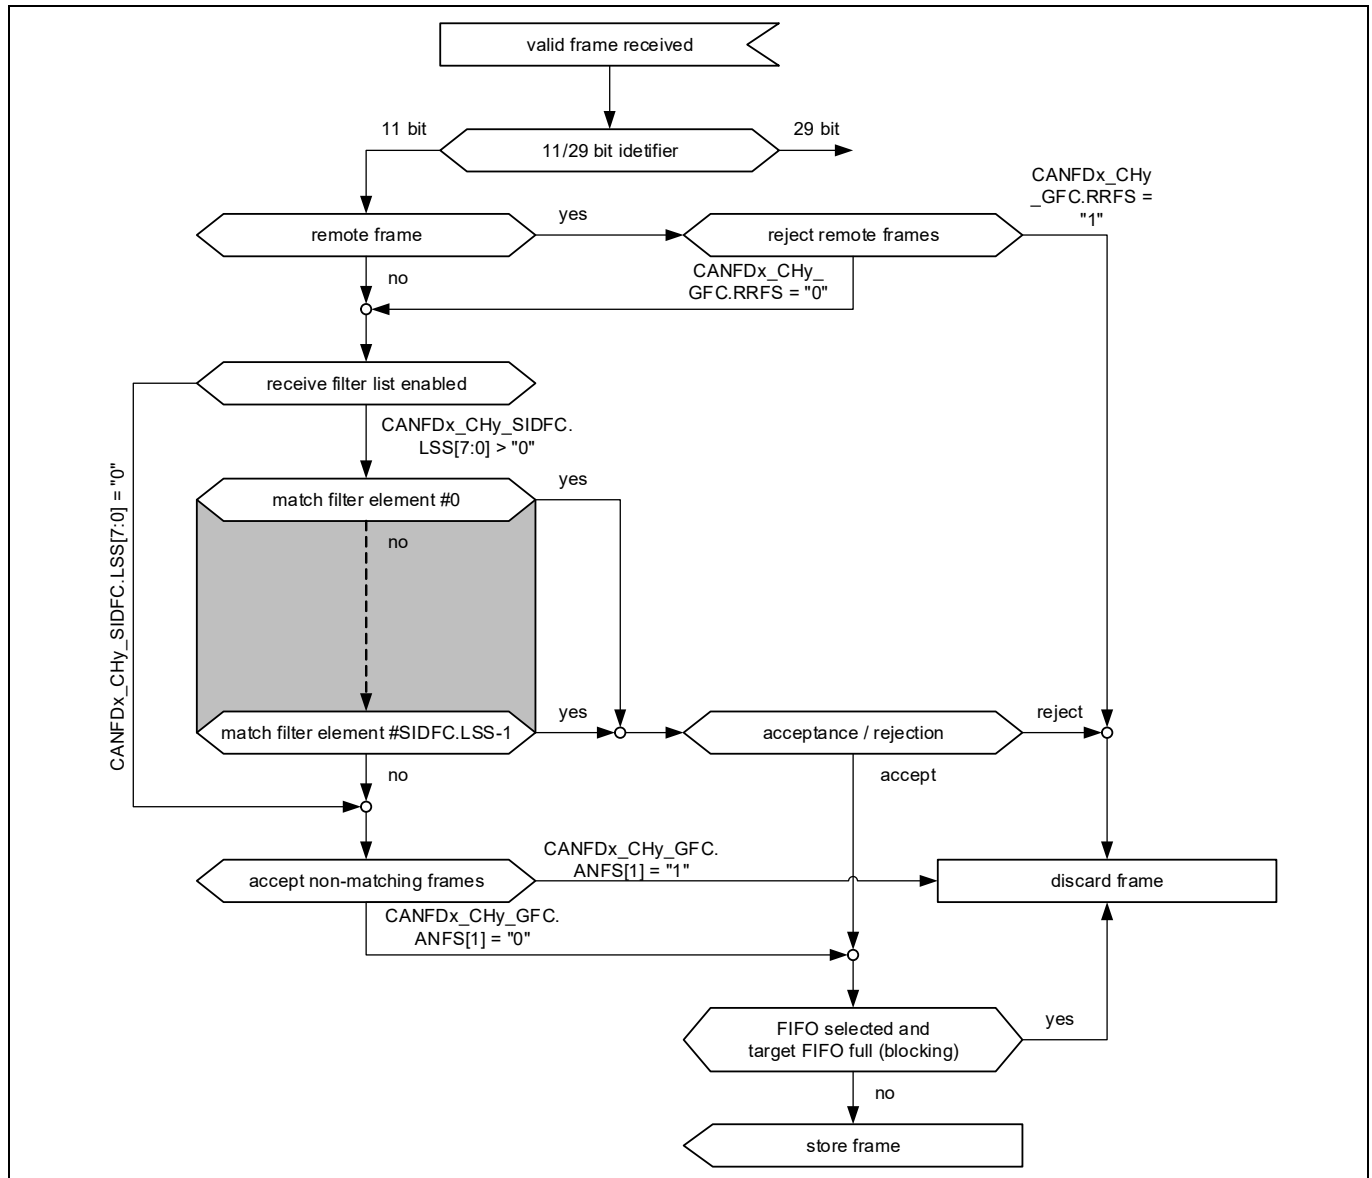 valid frame received
11 bit
29 bit
11/29 bit idetifier
CANFDx_CHy
_GFC.RRFS =
"1"
remote frame
yes
reject remote frames
no
CANFDx_CHy_
GFC.RRFS = "0"
receive filter list enabled
CANFDx_CHy_SIDFC.
LSS[7:0] > "0"
CANFDx_CHy_SIDFC.LSS[7:0] = "0"
match filter element #0
yes
no
match filter element #SIDFC.LSS-1
yes
acceptance / rejection
reject
no
accept
accept non-matching frames
CANFDx_CHy_GFC.
ANFS[1] = "1"
discard frame
CANFDx_CHy_GFC.
ANFS[1] = "0"
FIFO selected and
target FIFO full (blocking)
yes
no
store frame